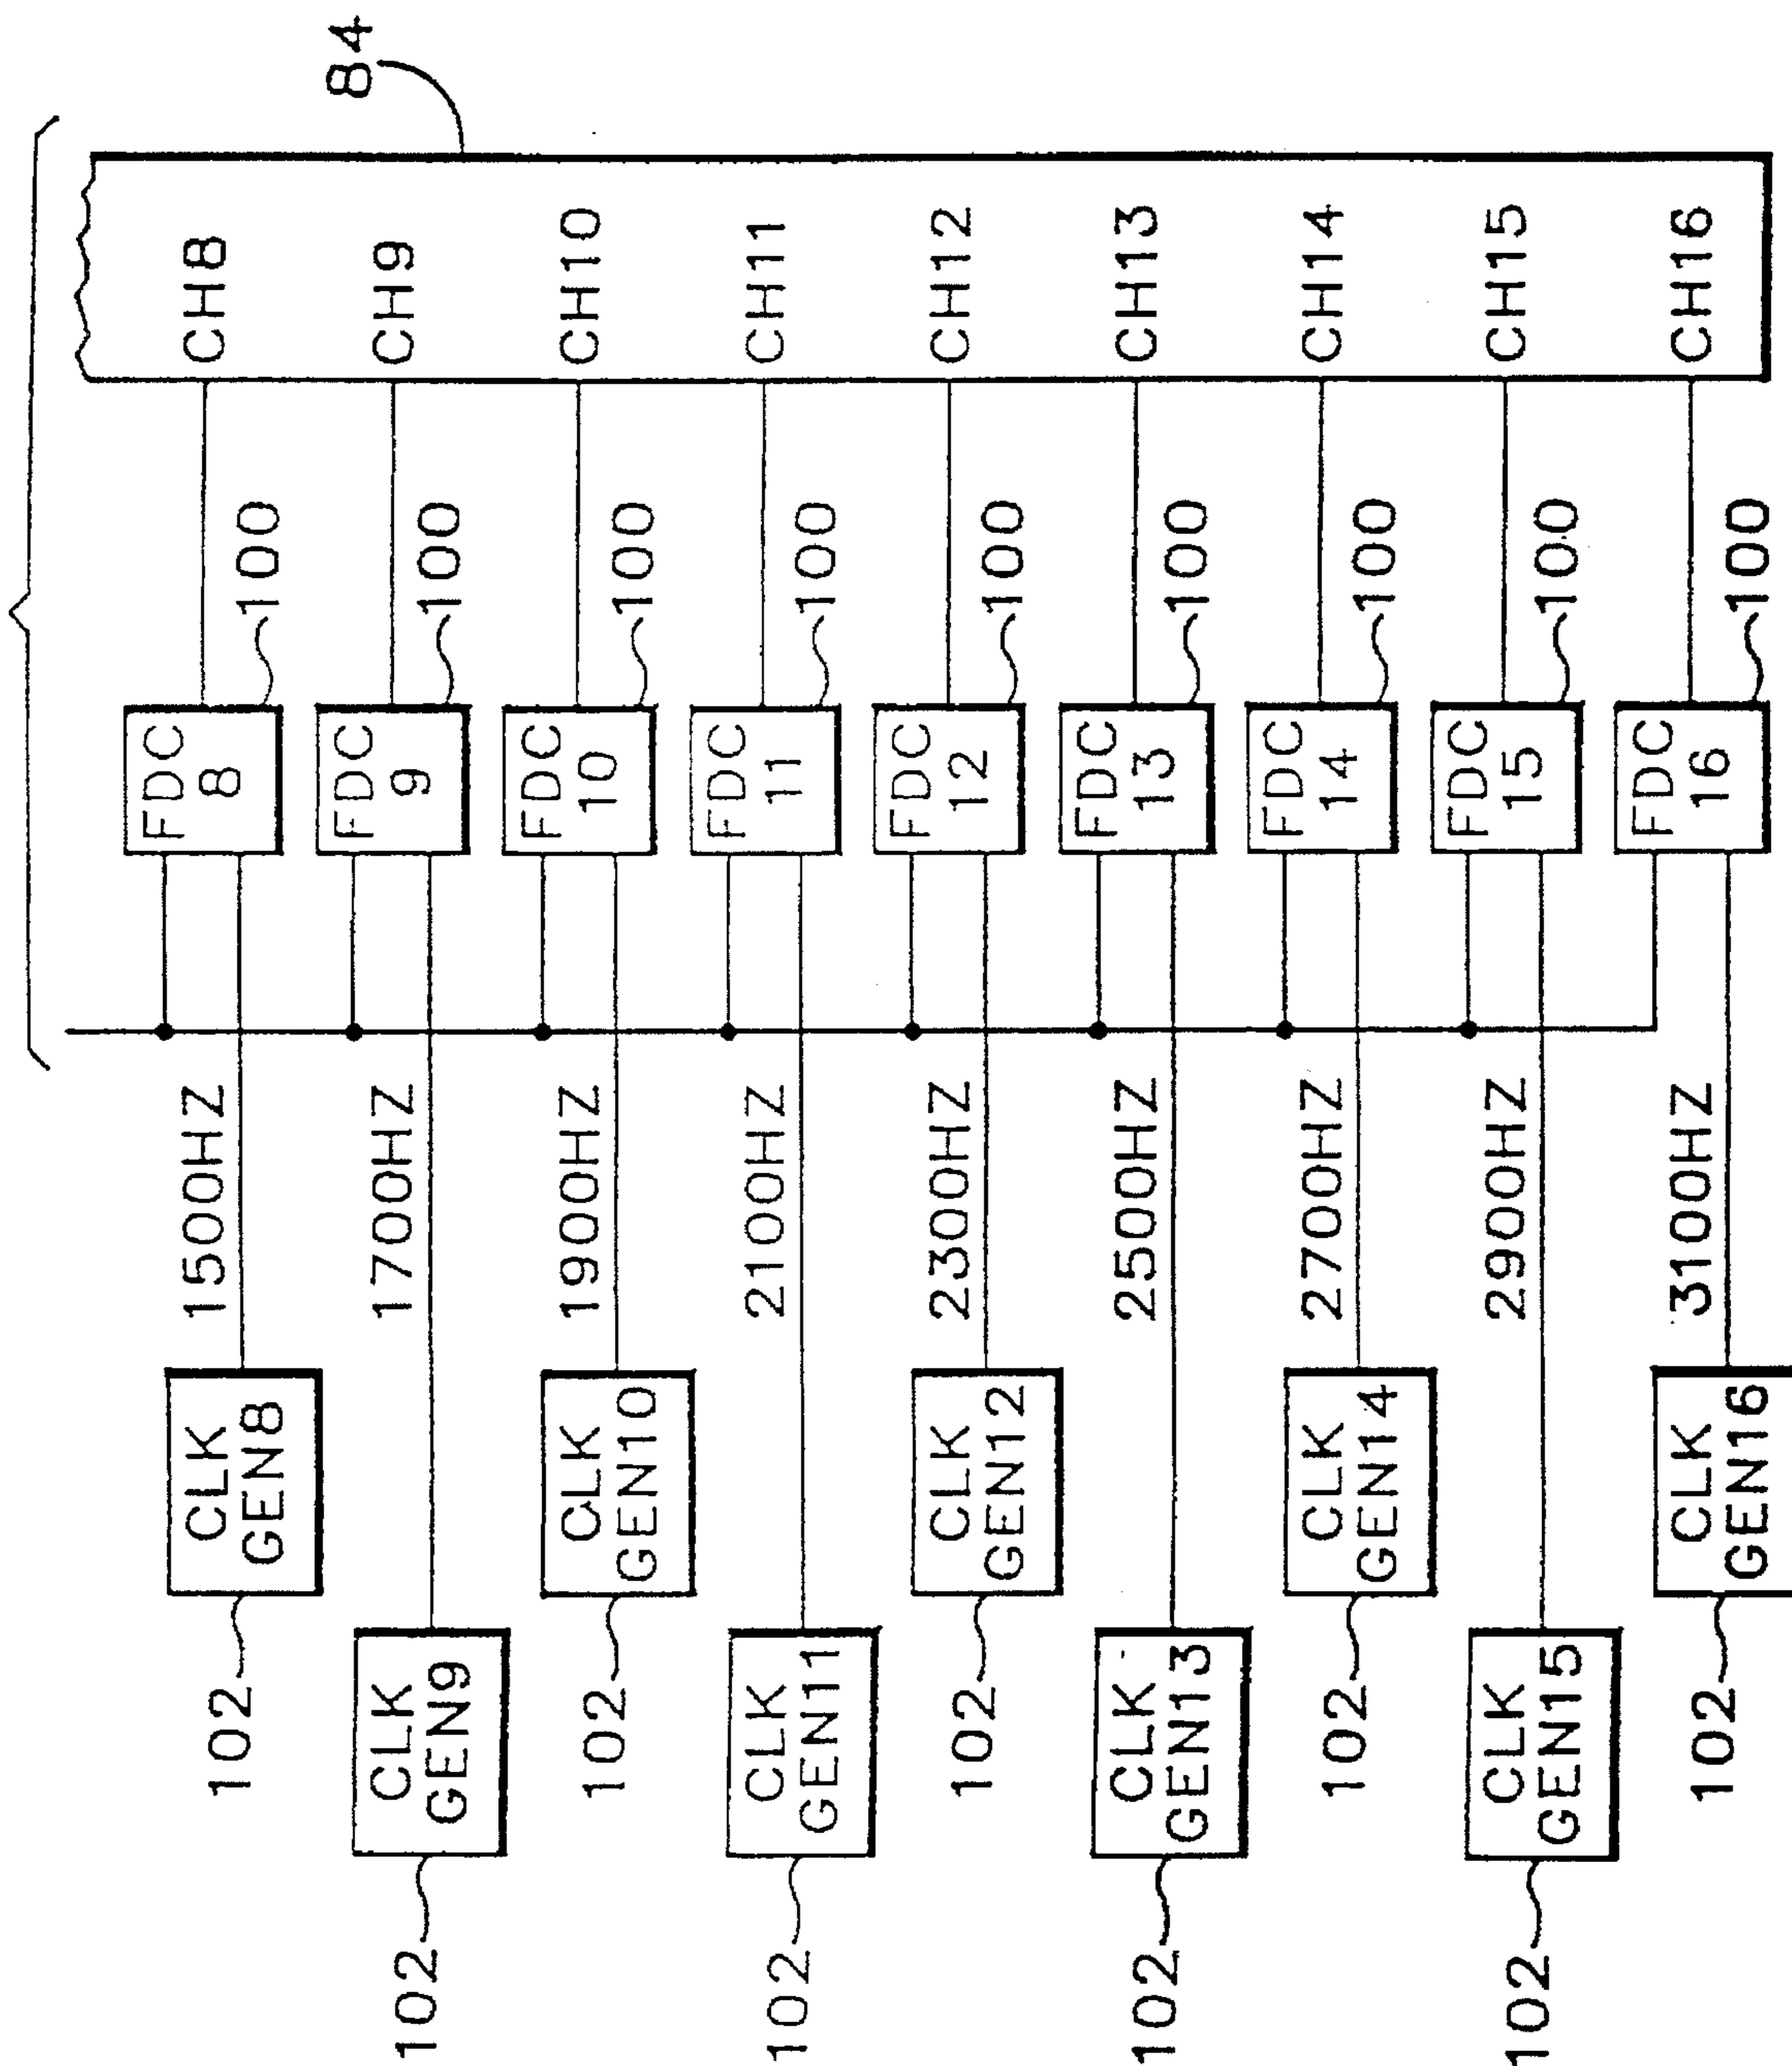 84
CH8
CH9
CH10
CH11
CH12
CH13
CH14
CH15
CH16
100
100
100
100
100
100
100
100
100
FDC
8
FDC
9
FDC
10
FDC
11
FDC
12
FDC
13
FDC
14
FDC
15
FDC
16
1500HZ
1700HZ
1900HZ
2100HZ
2300HZ
2500HZ
2700HZ
2900HZ
3100HZ
CLK
GEN8
CLK
GEN9
CLK
GEN10
CLK
GEN11
CLK
GEN12
CLK
GEN13
CLK
GEN14
CLK
GEN15
CLK
GEN16
102
102
102
102
102
102
102
102
102